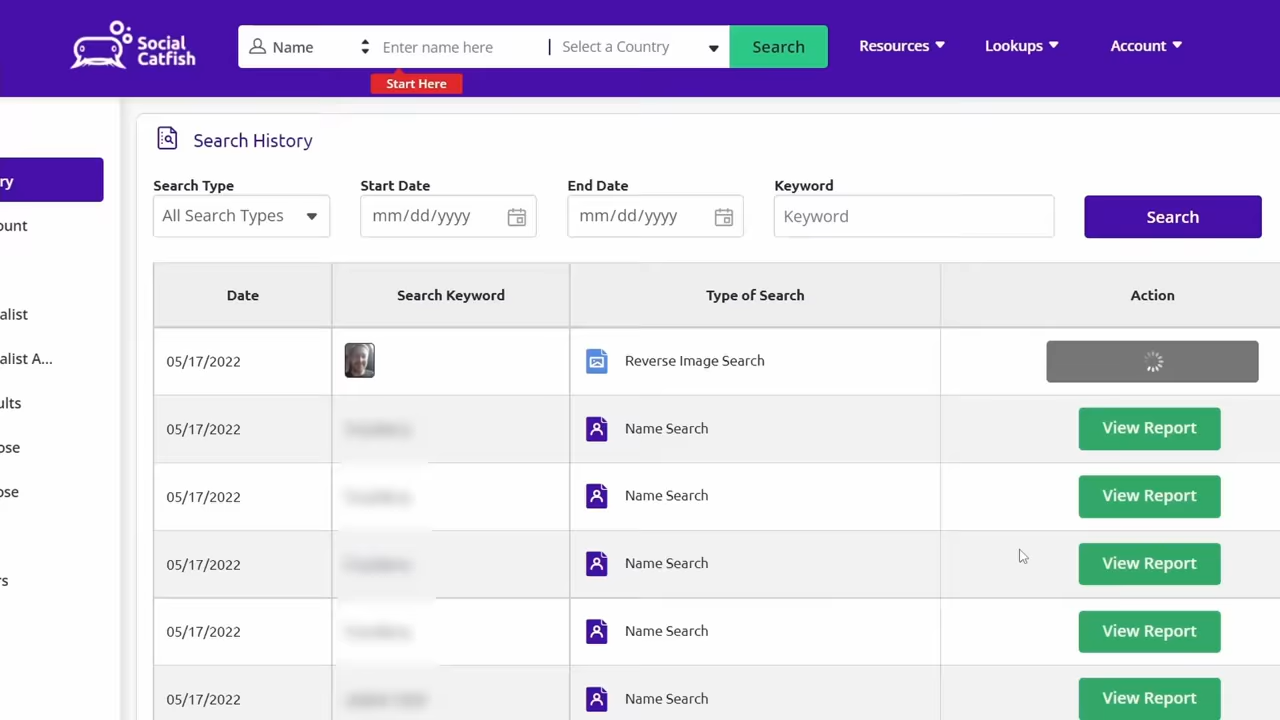 Social
Catfish
Name
Enter name here
Select a Country
Search
Resources
Lookups
Account
Start Here
Search History
ry
Search Type
Start Date
End Date
Keyword
All Search Types
mm/dd/yyyy
mm/dd/yyyy
Keyword
Search
ount
Date
Search Keyword
Type of Search
Action
alist
05/17/2022
Reverse Image Search
alist A...
ults
05/17/2022
Name Search
View Report
ose
ose
05/17/2022
Name Search
View Report
05/17/2022
Name Search
View Report
rs
05/17/2022
Name Search
View Report
05/17/2022
Name Search
View Report